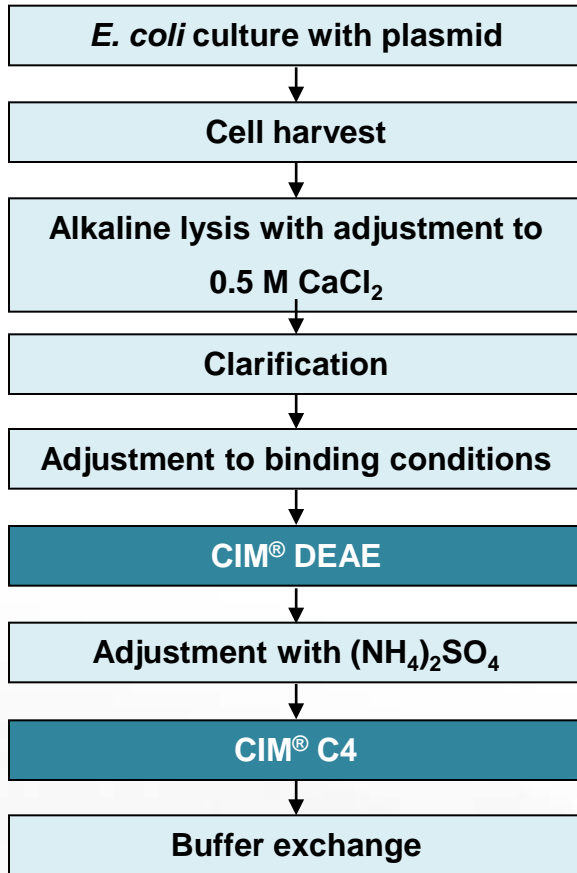 E. coli culture with plasmid
Cell harvest
Alkaline lysis with adjustment to
0.5 M CaCl₂
Clarification
Adjustment to binding conditions
CIM® DEAE
Adjustment with (NH₄)₂SO₄
CIM® C4
Buffer exchange